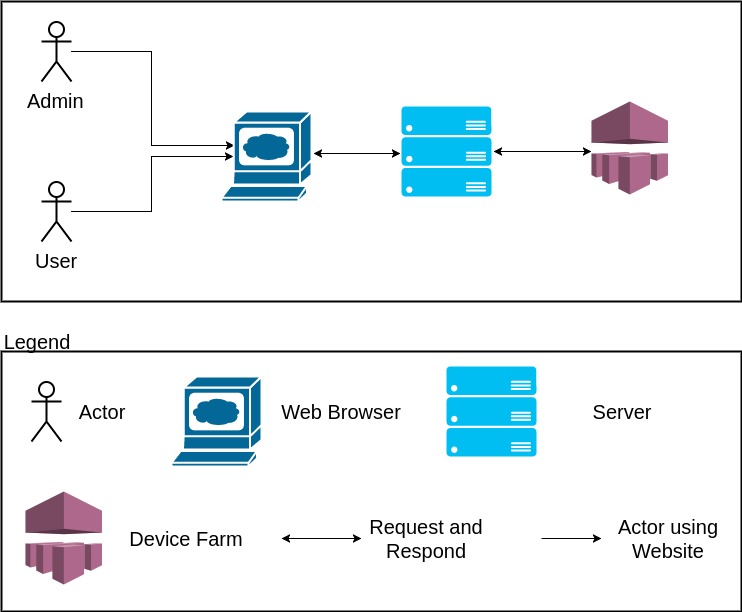 Admin
User
Legend
Actor
Web Browser
Server
Device Farm
Request and
Respond
Actor using
Website